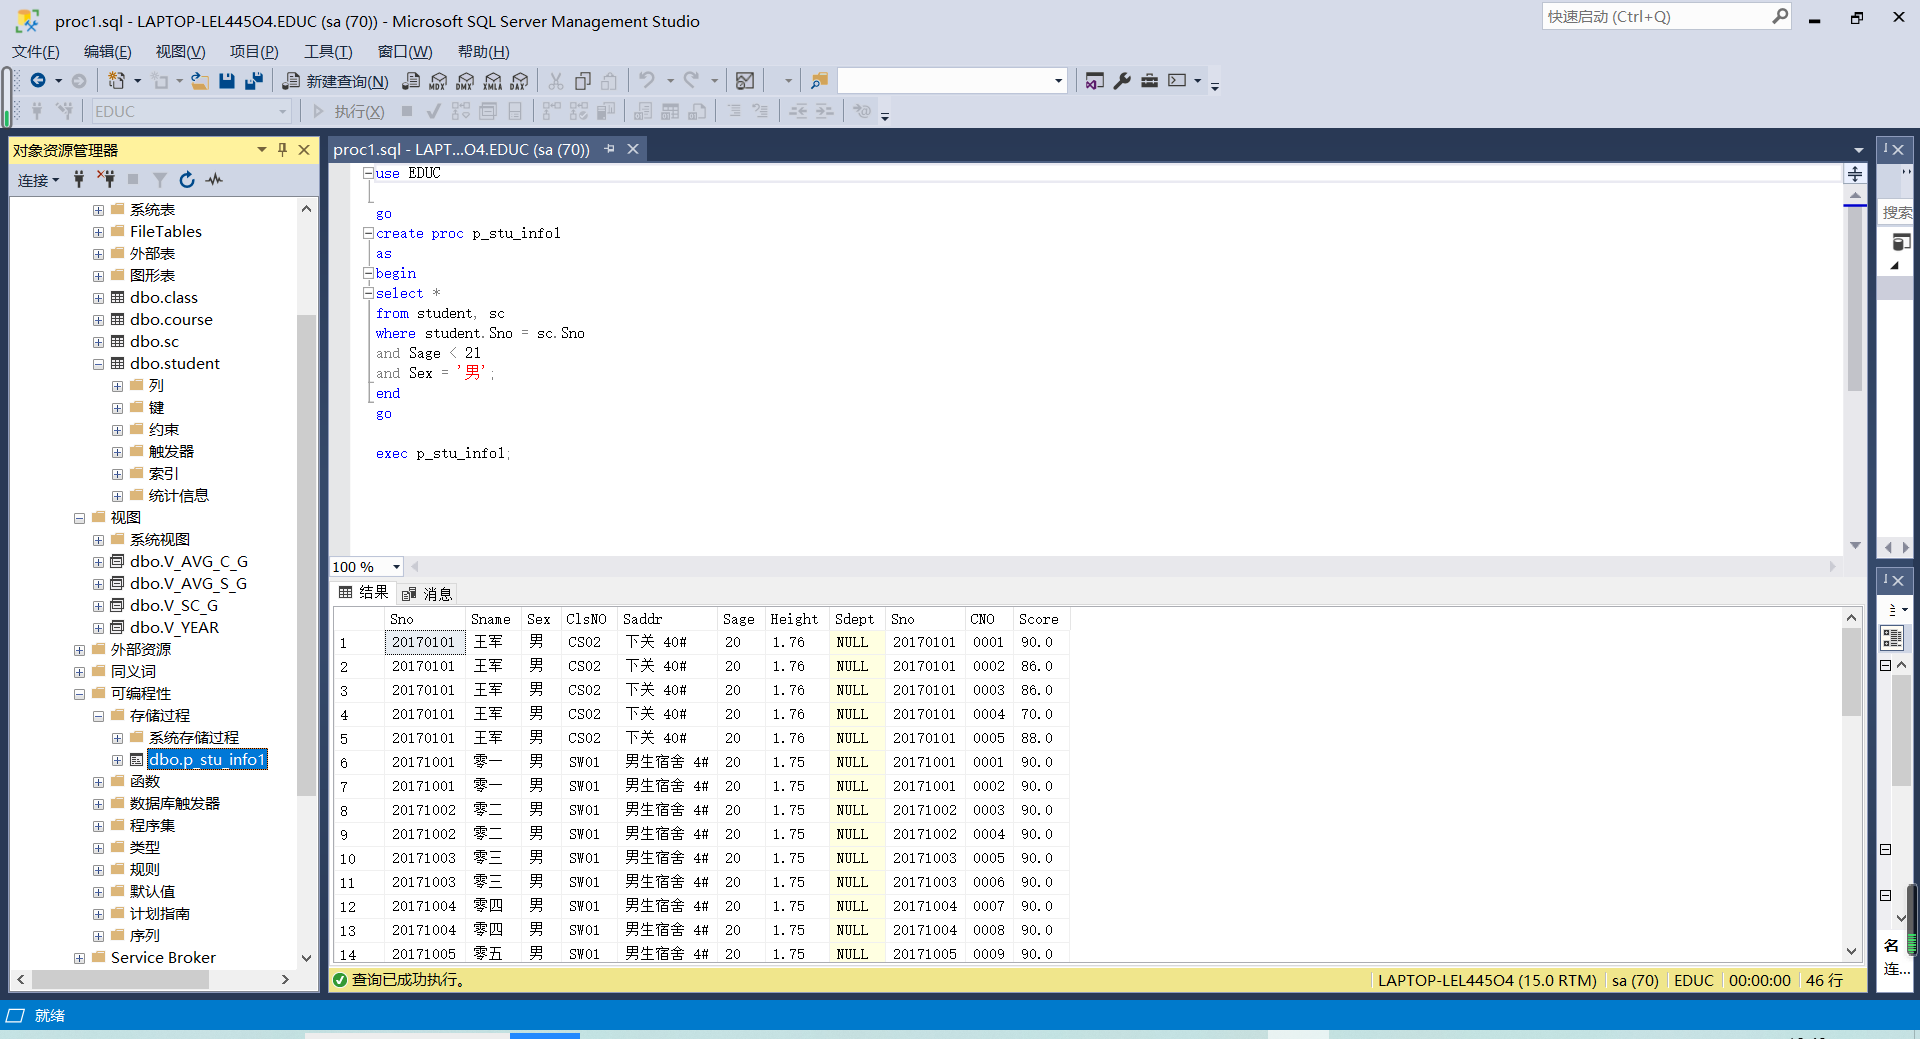 proc1.sql - LAPTOP-LEL445O4.EDUC (sa (70)) - Microsoft SQL Server Management Studio
快速启动 (Ctrl+Q)
文件(F) 编辑(E) 视图(V) 项目(P) 工具(T) 窗口(W) 帮助(H)
新建查询(N) MDX DMX XMLA DAX
EDUC 执行(X)
对象资源管理器
连接
系统表
FileTables
外部表
图形表
dbo.class
dbo.course
dbo.sc
dbo.student
列
键
约束
触发器
索引
统计信息
视图
系统视图
dbo.V_AVG_C_G
dbo.V_AVG_S_G
dbo.V_SC_G
dbo.V_YEAR
外部资源
同义词
可编程性
存储过程
系统存储过程
dbo.p_stu_info1
函数
数据库触发器
程序集
类型
规则
默认值
计划指南
序列
Service Broker
proc1.sql - LAPT...O4.EDUC (sa (70))
use EDUC
go
create proc p_stu_info1
as
begin
select *
from student, sc
where student.Sno = sc.Sno
and Sage < 21
and Sex = '男';
end
go
exec p_stu_info1;
100 %
结果 消息
Sno Sname Sex ClsNO Saddr Sage Height Sdept Sno CNO Score
1 20170101 王军 男 CS02 下关 40# 20 1.76 NULL 20170101 0001 90.0
2 20170101 王军 男 CS02 下关 40# 20 1.76 NULL 20170101 0002 86.0
3 20170101 王军 男 CS02 下关 40# 20 1.76 NULL 20170101 0003 86.0
4 20170101 王军 男 CS02 下关 40# 20 1.76 NULL 20170101 0004 70.0
5 20170101 王军 男 CS02 下关 40# 20 1.76 NULL 20170101 0005 88.0
6 20171001 零一 男 SW01 男生宿舍 4# 20 1.75 NULL 20171001 0001 90.0
7 20171001 零一 男 SW01 男生宿舍 4# 20 1.75 NULL 20171001 0002 90.0
8 20171002 零二 男 SW01 男生宿舍 4# 20 1.75 NULL 20171002 0003 90.0
9 20171002 零二 男 SW01 男生宿舍 4# 20 1.75 NULL 20171002 0004 90.0
10 20171003 零三 男 SW01 男生宿舍 4# 20 1.75 NULL 20171003 0005 90.0
11 20171003 零三 男 SW01 男生宿舍 4# 20 1.75 NULL 20171003 0006 90.0
12 20171004 零四 男 SW01 男生宿舍 4# 20 1.75 NULL 20171004 0007 90.0
13 20171004 零四 男 SW01 男生宿舍 4# 20 1.75 NULL 20171004 0008 90.0
14 20171005 零五 男 SW01 男生宿舍 4# 20 1.75 NULL 20171005 0009 90.0
查询已成功执行。 LAPTOP-LEL445O4 (15.0 RTM) sa (70) EDUC 00:00:00 46 行
搜索
名
连...
就绪